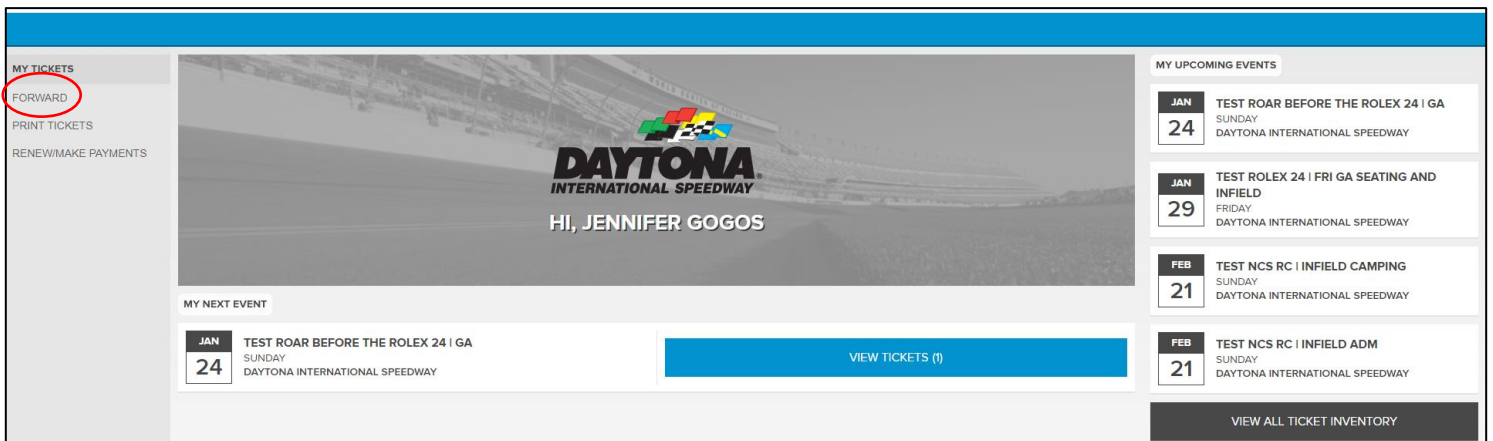 MY TICKETS
FORWARD
PRINT TICKETS
RENEW/MAKE PAYMENTS
DAYTONA
INTERNATIONAL SPEEDWAY
HI, JENNIFER GOGOS
MY NEXT EVENT
JAN
24
TEST ROAR BEFORE THE ROLEX 24 | GA
SUNDAY
DAYTONA INTERNATIONAL SPEEDWAY
VIEW TICKETS (1)
MY UPCOMING EVENTS
JAN
24
TEST ROAR BEFORE THE ROLEX 24 | GA
SUNDAY
DAYTONA INTERNATIONAL SPEEDWAY
JAN
29
TEST ROLEX 24 | FRI GA SEATING AND
INFIELD
FRIDAY
DAYTONA INTERNATIONAL SPEEDWAY
FEB
21
TEST NCS RC | INFIELD CAMPING
SUNDAY
DAYTONA INTERNATIONAL SPEEDWAY
FEB
21
TEST NCS RC | INFIELD ADM
SUNDAY
DAYTONA INTERNATIONAL SPEEDWAY
VIEW ALL TICKET INVENTORY